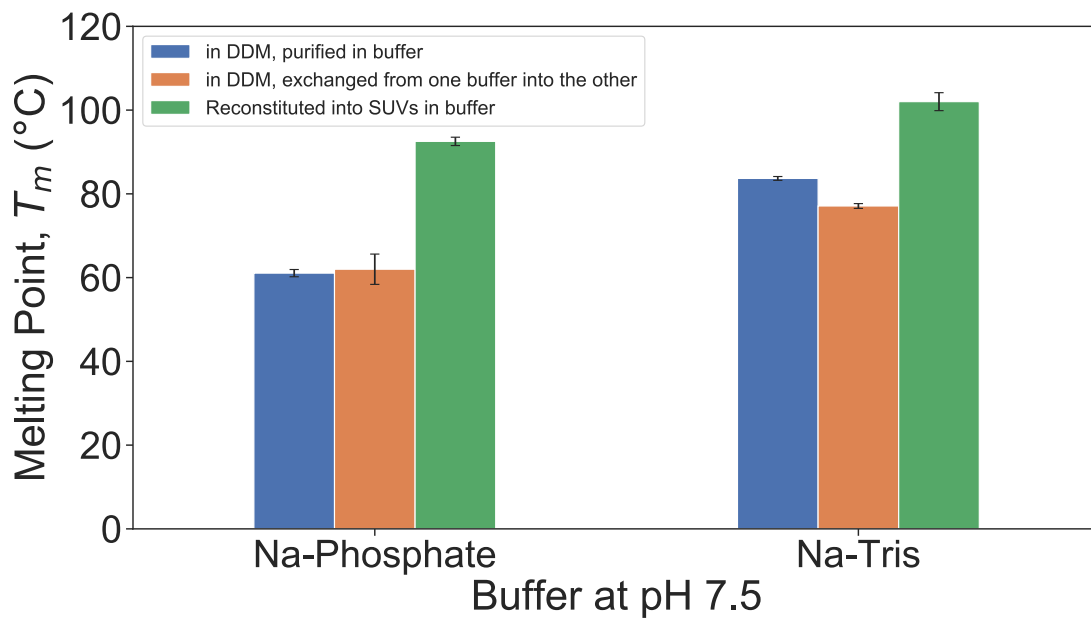 Melting Point, T_m (°C)
120
100
80
60
40
20
0
in DDM, purified in buffer
in DDM, exchanged from one buffer into the other
Reconstituted into SUVs in buffer
Na-Phosphate
Na-Tris
Buffer at pH 7.5